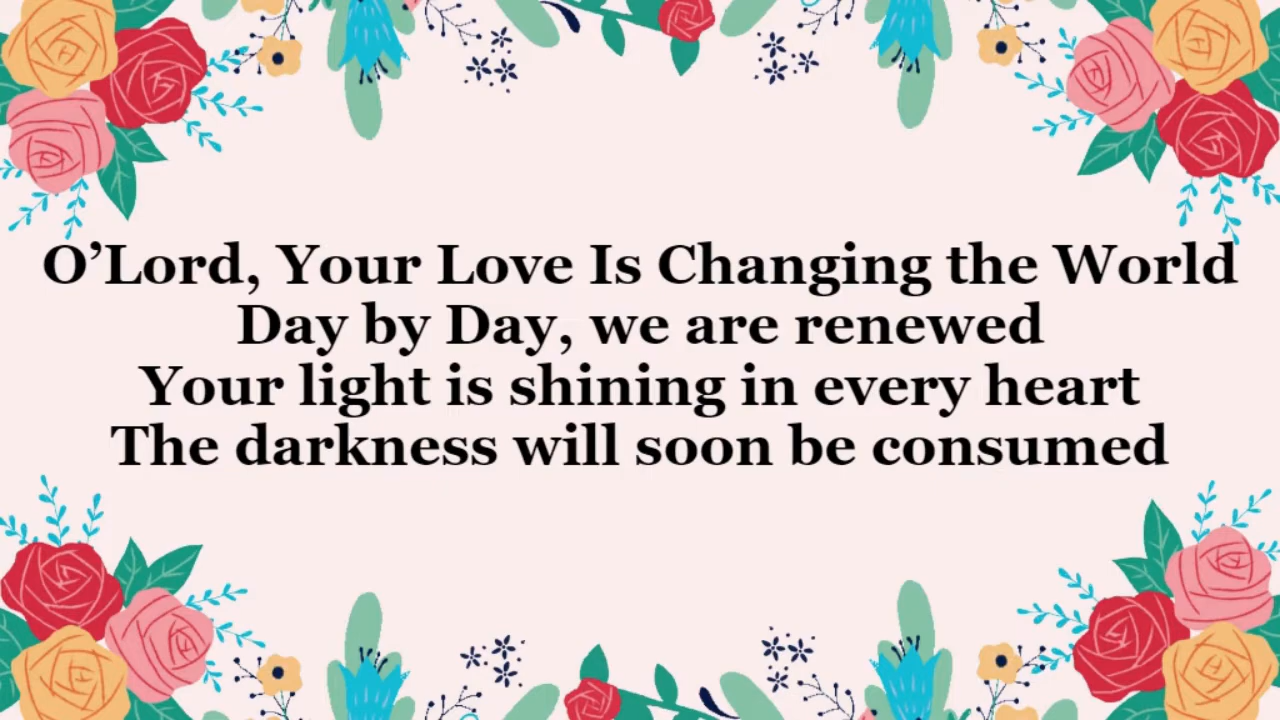 O’Lord, Your Love Is Changing the World
Day by Day, we are renewed
Your light is shining in every heart
The darkness will soon be consumed